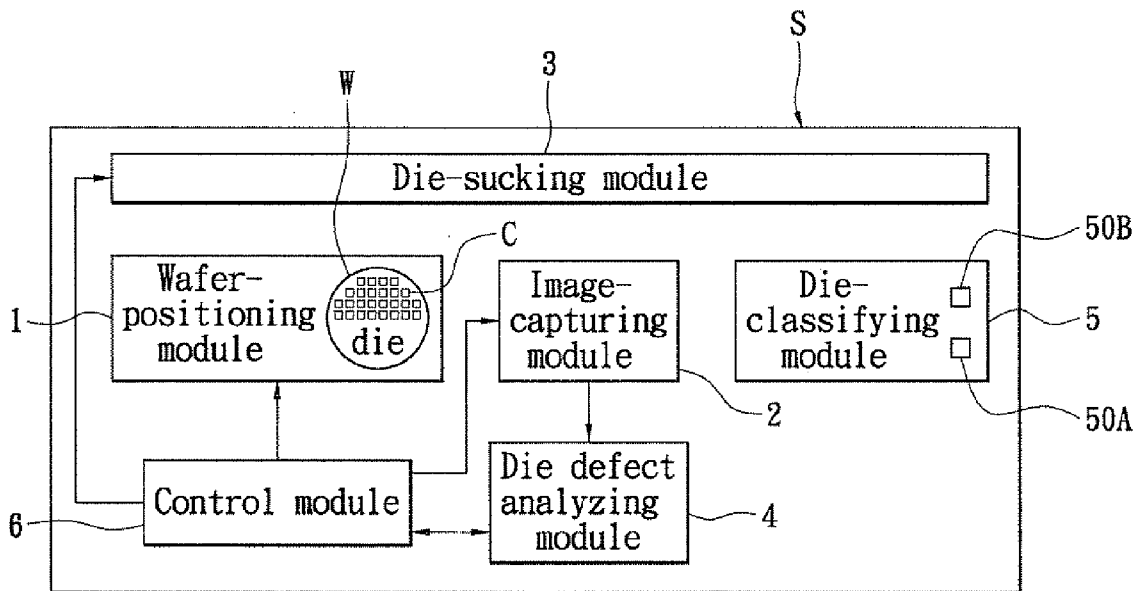 S
3
W
Die-sucking module
C
50B
Wafer-
positioning
module
die
1
Image-
capturing
module
2
Die-
classifying
module
5
50A
Control module
6
Die defect
analyzing
module
4